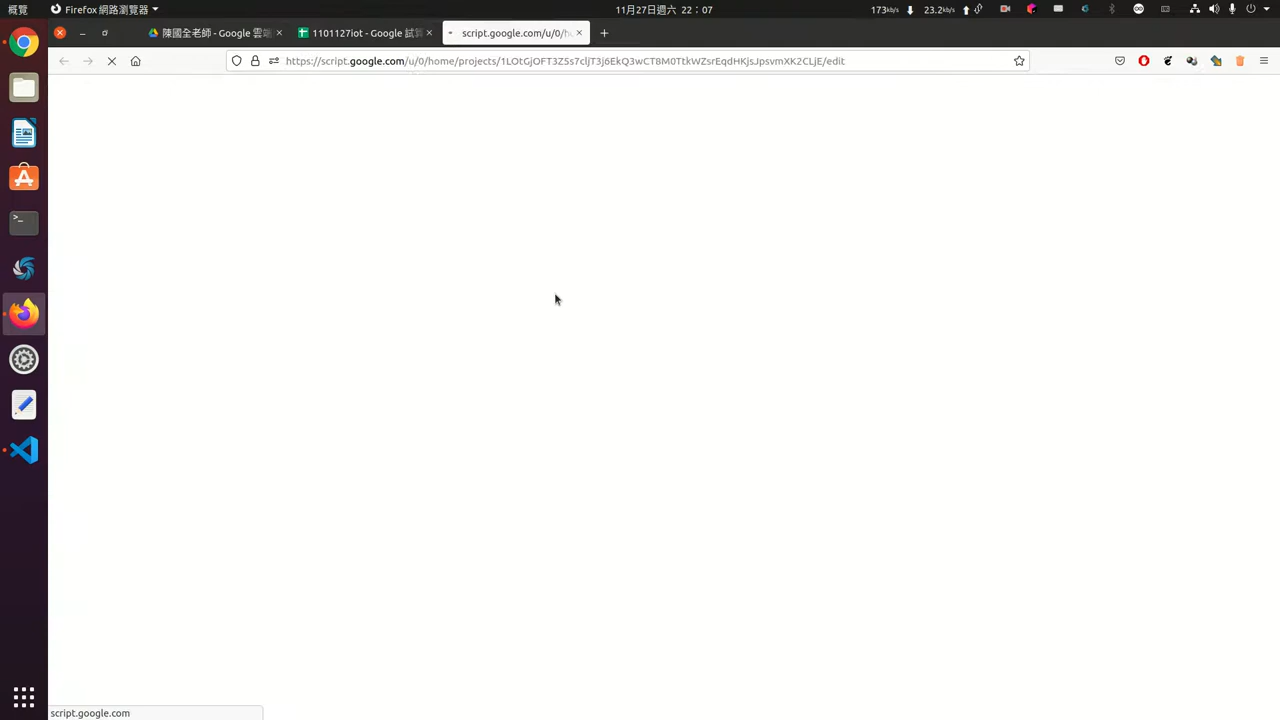 概覽
Firefox 網路瀏覽器
11月27日週六 22：07
173kb/s
23.2kb/s
陳國全老師 - Google 雲端
1101127iot - Google 試算
script.google.com/u/0/h
https://script.google.com/u/0/home/projects/1LOtGjOFT3Z5s7cljT3j6EkQ3wCT8M0TtkWZsrEqdHKjsJpsvmXK2CLjE/edit
script.google.com